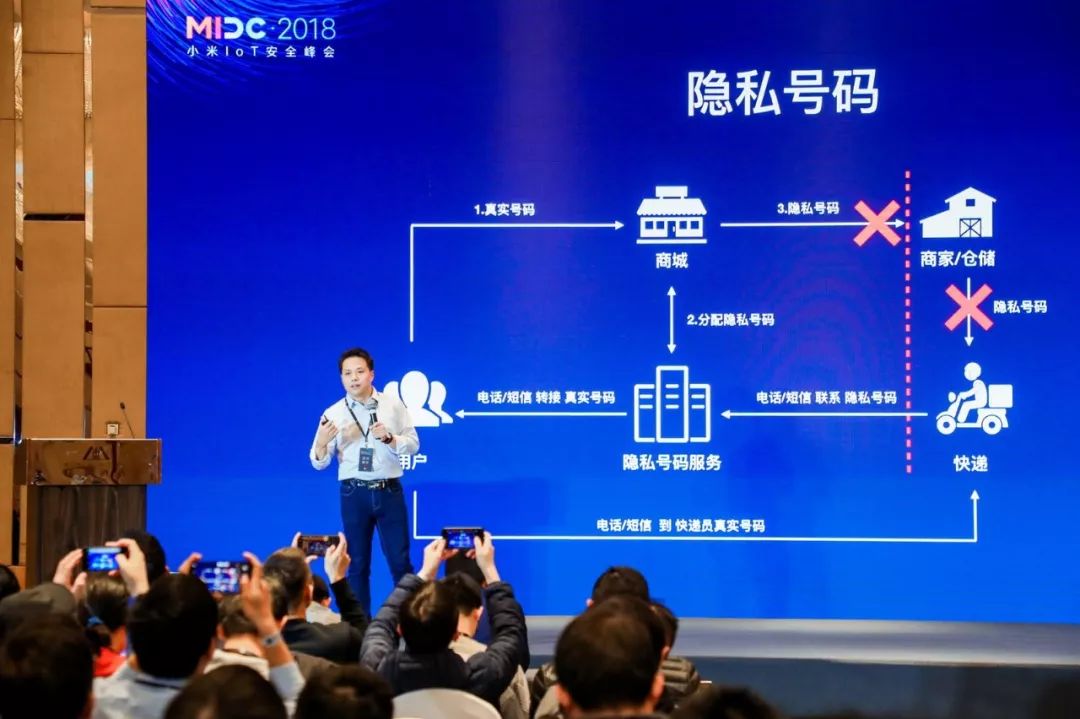 MIDC·2018
小米IoT安全峰会
隐私号码
1.真实号码
3.隐私号码
商城
商家/仓储
2.分配隐私号码
隐私号码
电话/短信 转接 真实号码
电话/短信 联系 隐私号码
用户
隐私号码服务
快递
电话/短信 到 快递员真实号码